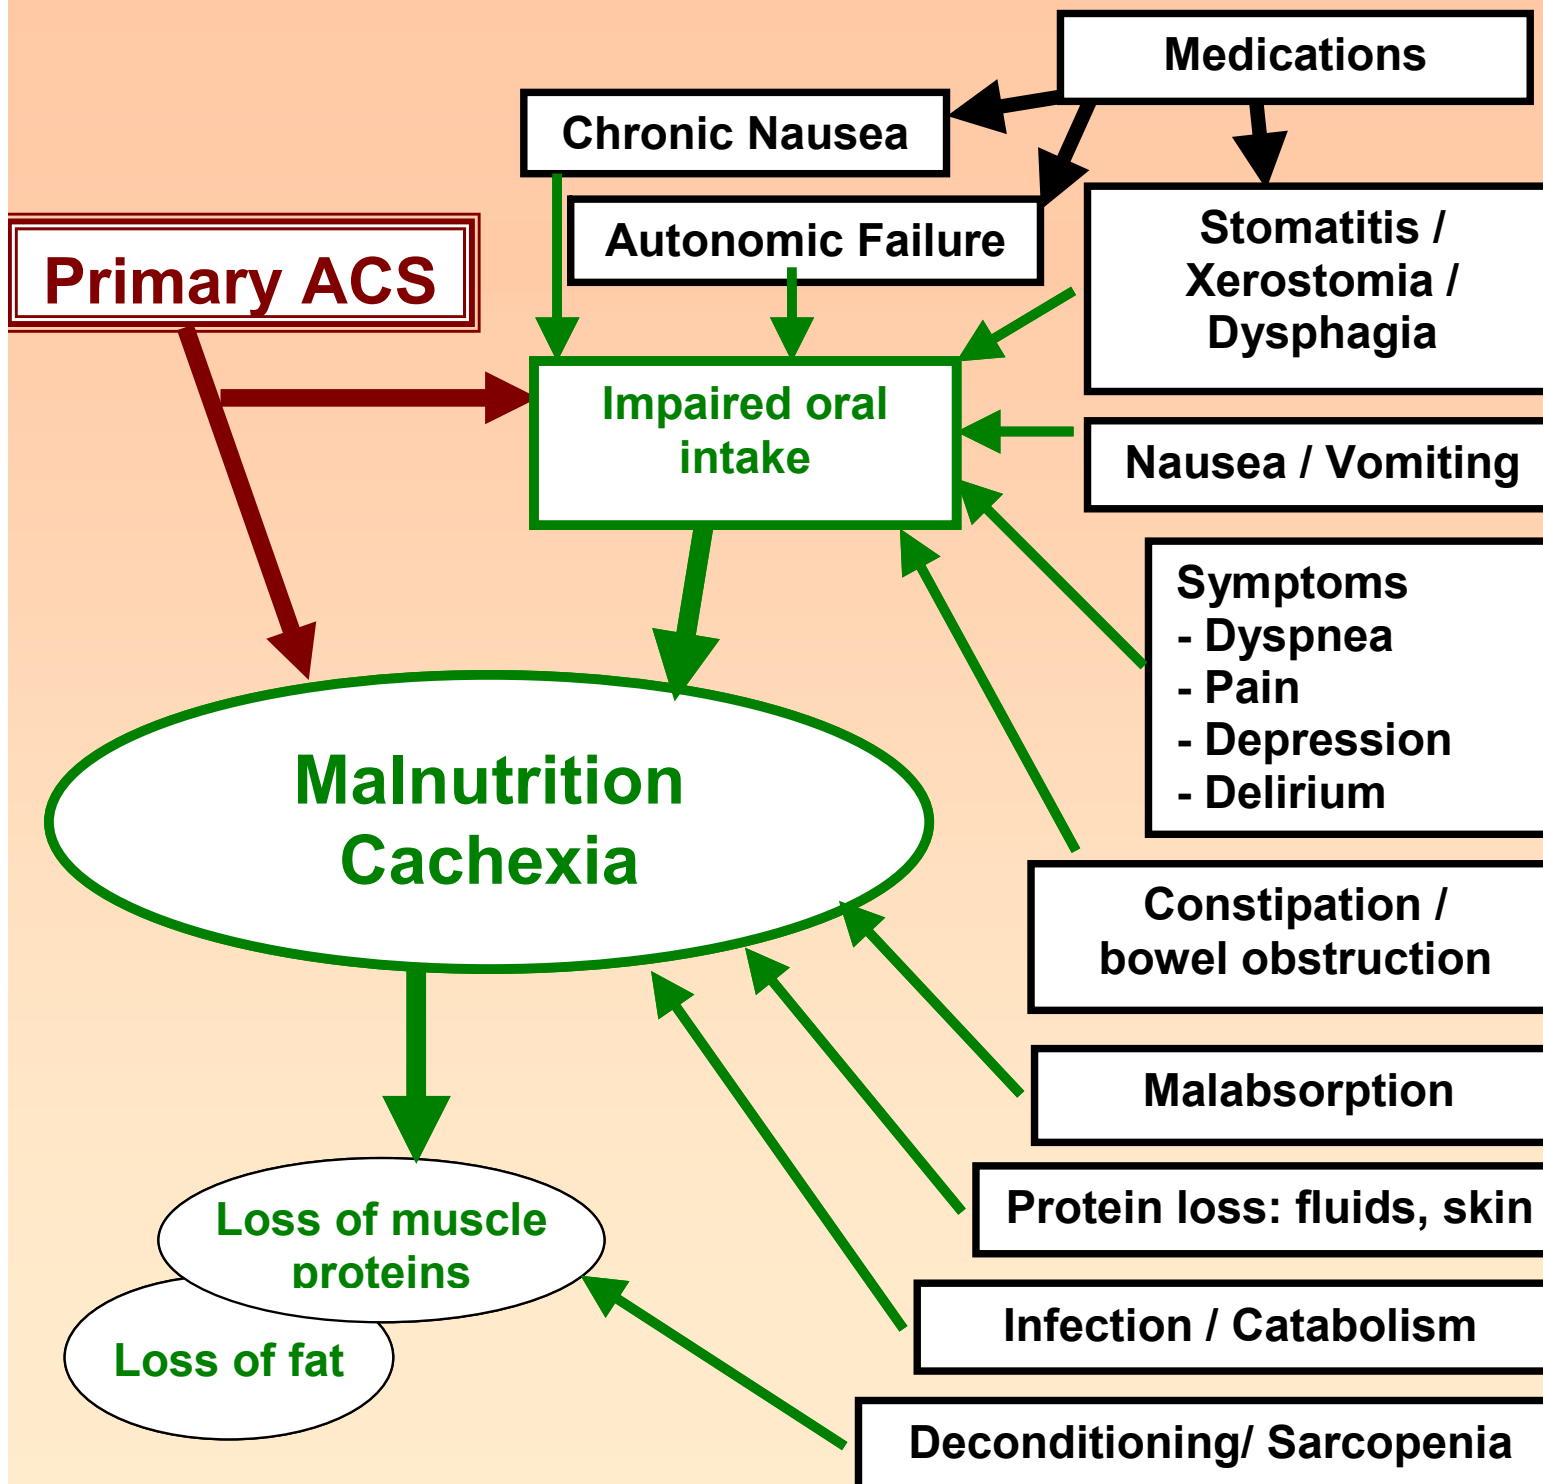 Medications
Chronic Nausea
Autonomic Failure
Stomatitis /
Xerostomia /
Dysphagia
Primary ACS
Impaired oral
intake
Nausea / Vomiting
Symptoms
- Dyspnea
- Pain
- Depression
- Delirium
Malnutrition
Cachexia
Constipation /
bowel obstruction
Malabsorption
Protein loss: fluids, skin
Loss of muscle
proteins
Infection / Catabolism
Loss of fat
Deconditioning/ Sarcopenia